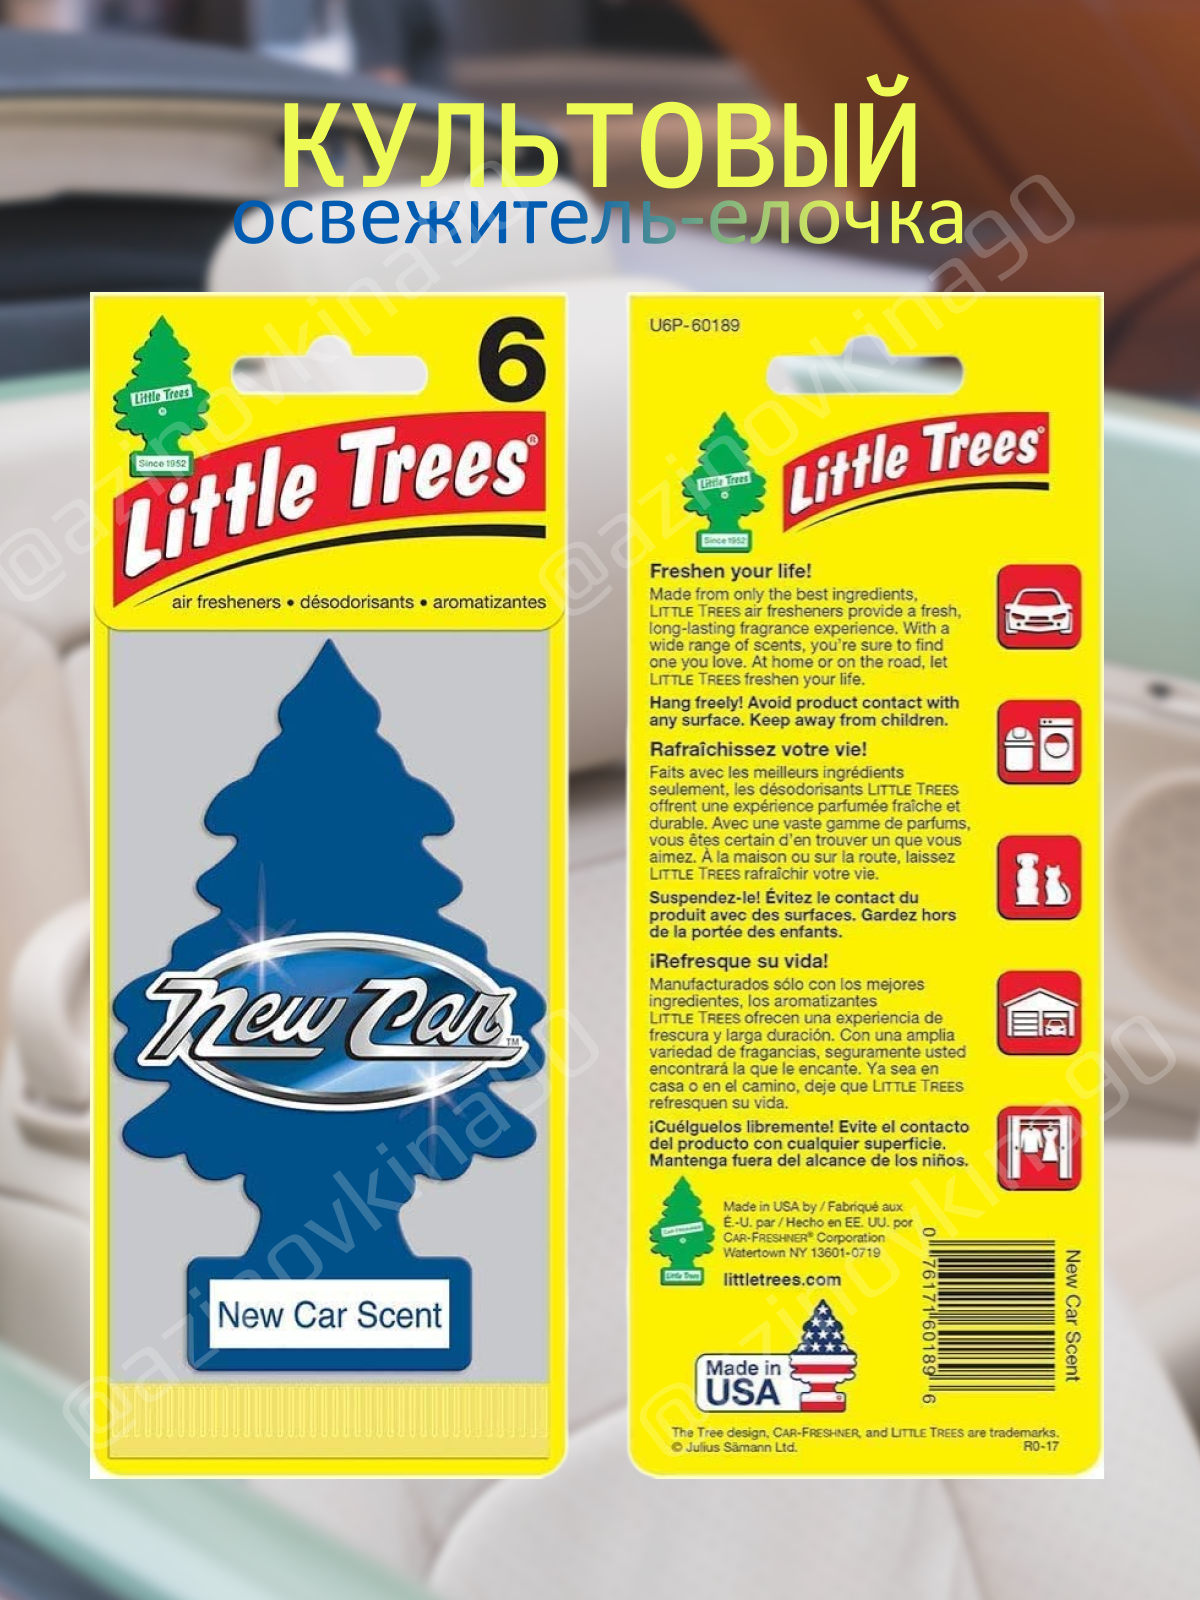 КУЛЬТОВЫЙ
освежитель-елочка
6
Little Trees
Since 1952
Little Trees®
air fresheners • désodorisants • aromatizantes
New Car™
New Car Scent
U6P-60189
Little Trees
Since 1952
Little Trees®
Freshen your life!
Made from only the best ingredients,
LITTLE TREES air fresheners provide a fresh,
long-lasting fragrance experience. With a
wide range of scents, you're sure to find
one you love. At home or on the road, let
LITTLE TREES freshen your life.
Hang freely! Avoid product contact with
any surface. Keep away from children.
Rafraîchissez votre vie!
Faits avec les meilleurs ingrédients
seulement, les désodorisants LITTLE TREES
offrent une expérience parfumée fraîche et
durable. Avec une vaste gamme de parfums,
vous êtes certain d'en trouver un que vous
aimez. À la maison ou sur la route, laissez
LITTLE TREES rafraîchir votre vie.
Suspendez-le! Évitez le contact du
produit avec des surfaces. Gardez hors
de la portée des enfants.
¡Refresque su vida!
Manufacturados sólo con los mejores
ingredientes, los aromatizantes
LITTLE TREES ofrecen una experiencia de
frescura y larga duración. Con una amplia
variedad de fragancias, seguramente usted
encontrará la que le encante. Ya sea en
casa o en el camino, deje que LITTLE TREES
refresquen su vida.
¡Cuélguelos libremente! Evite el contacto
del producto con cualquier superficie.
Mantenga fuera del alcance de los niños.
Car-Freshner
Little Trees
Made in USA by / Fabriqué aux
É.-U. par / Hecho en EE. UU. por
CAR-FRESHNER® Corporation
Watertown NY 13601-0719
littletrees.com
Made in
USA
0 76171 60189 6
New Car Scent
The Tree design, CAR-FRESHNER, and LITTLE TREES are trademarks.
© Julius Sämann Ltd.
R0-17
@azinovkina90
@azinovkina90
@azinovkina90
@azinovkina90